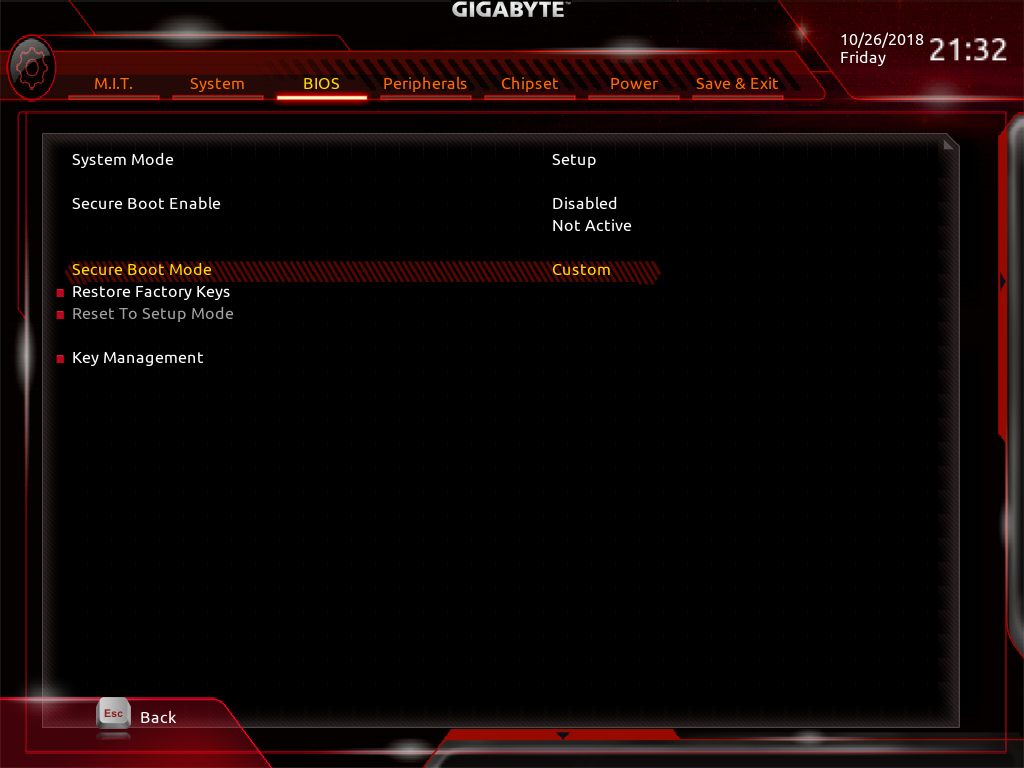 GIGABYTE™
10/26/2018
Friday
21:32
M.I.T. System BIOS Peripherals Chipset Power Save & Exit
System Mode Setup
Secure Boot Enable Disabled
Not Active
Secure Boot Mode Custom
Restore Factory Keys
Reset To Setup Mode
Key Management
Esc Back